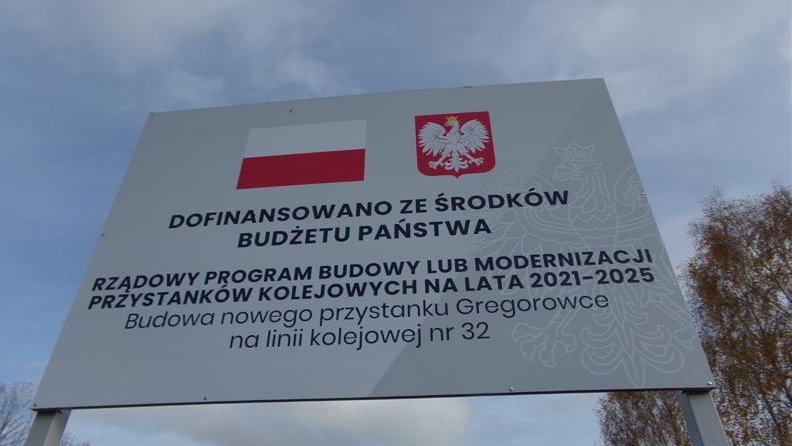 DOFINANSOWANO ZE ŚRODKÓW
BUDŻETU PAŃSTWA
RZĄDOWY PROGRAM BUDOWY LUB MODERNIZACJI
PRZYSTANKÓW KOLEJOWYCH NA LATA 2021-2025
Budowa nowego przystanku Gregorowce
na linii kolejowej nr 32